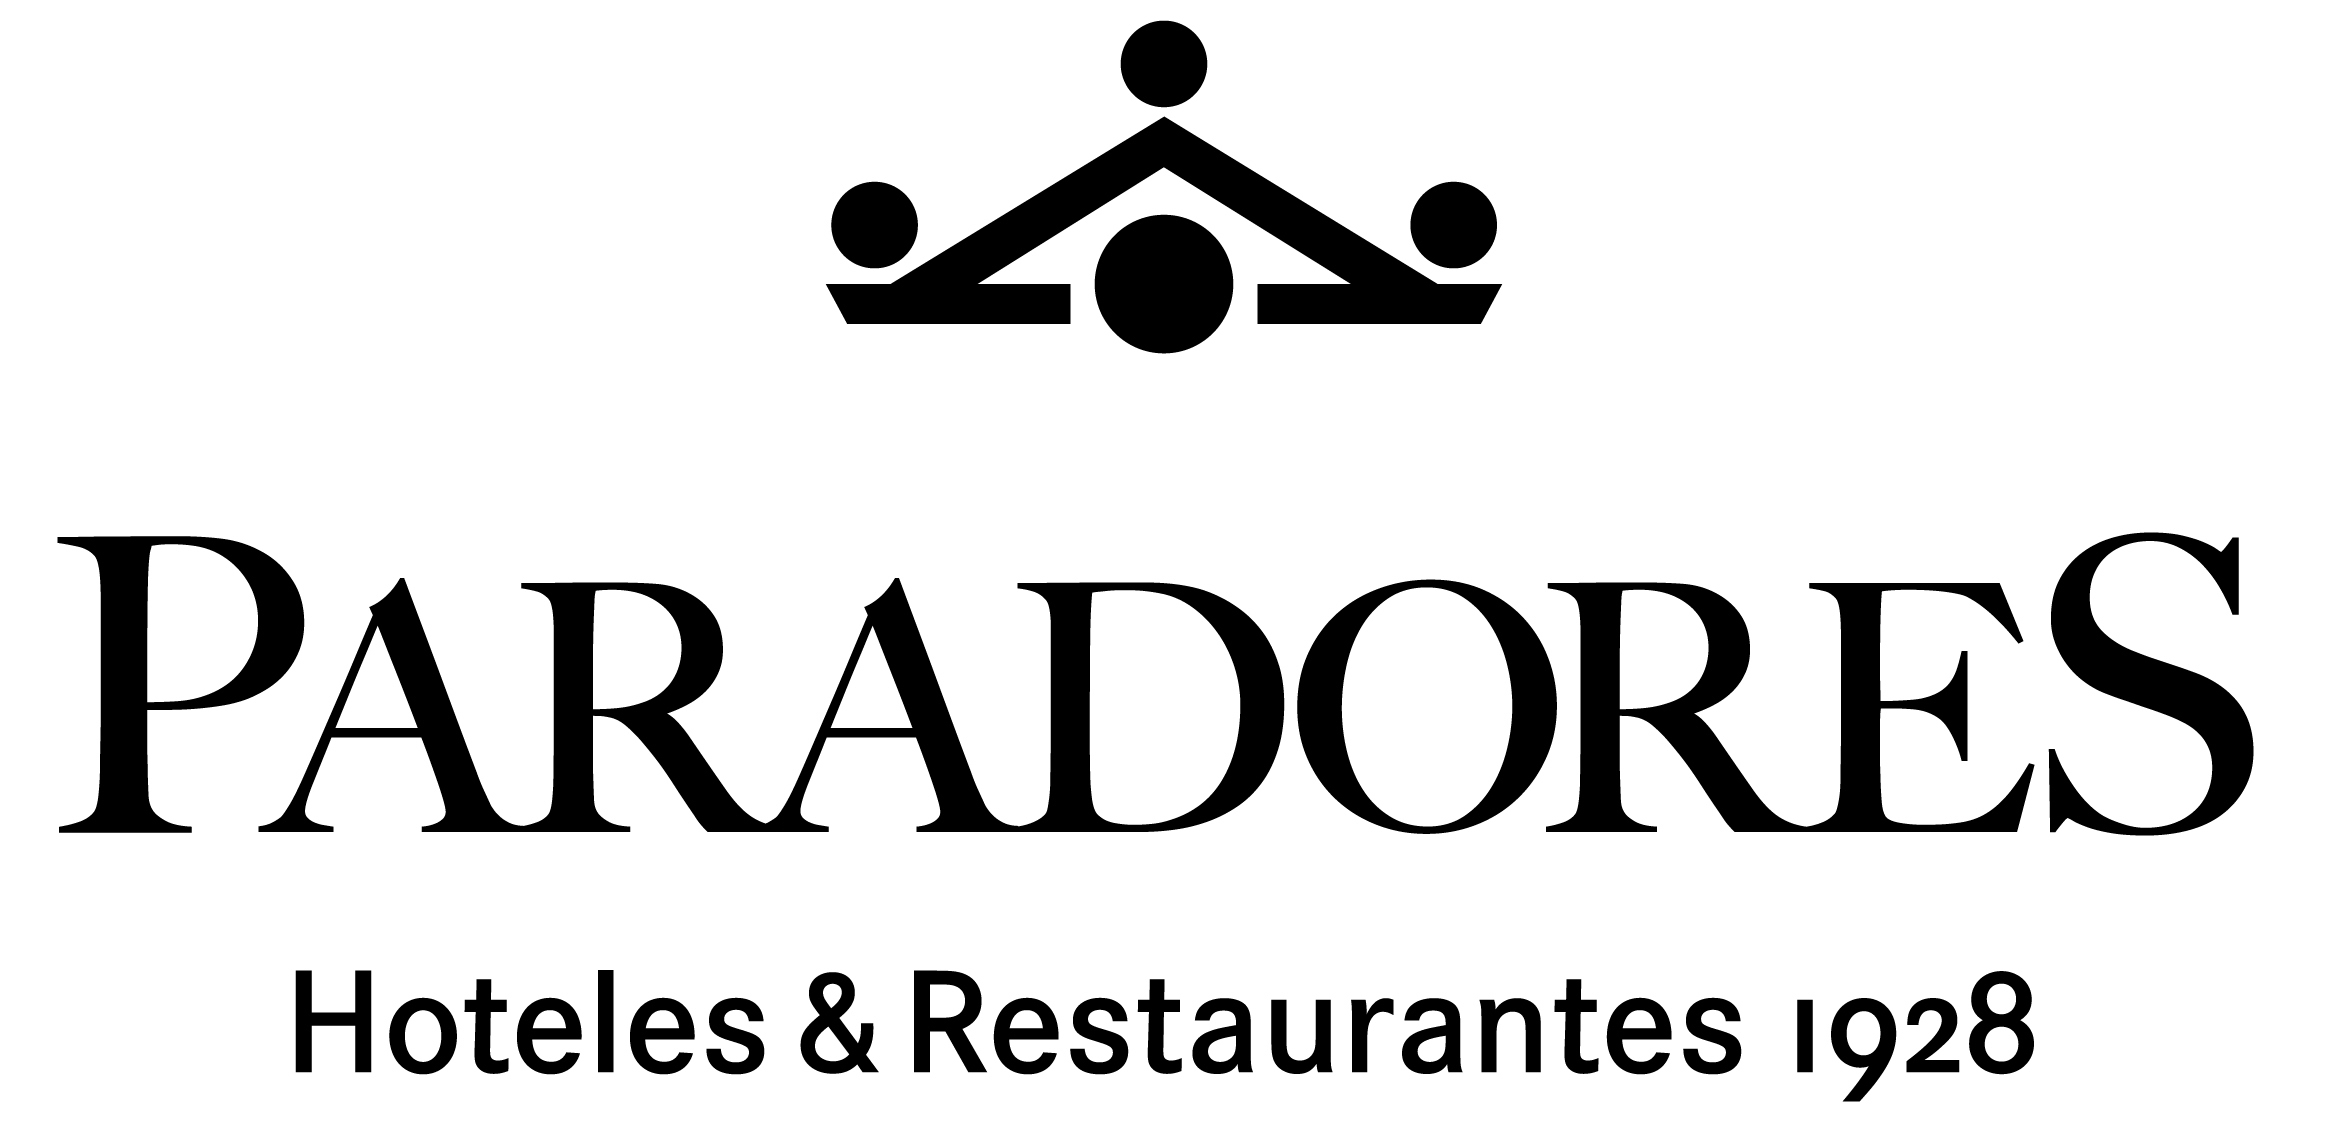 PARADORES
Hoteles & Restaurantes 1928